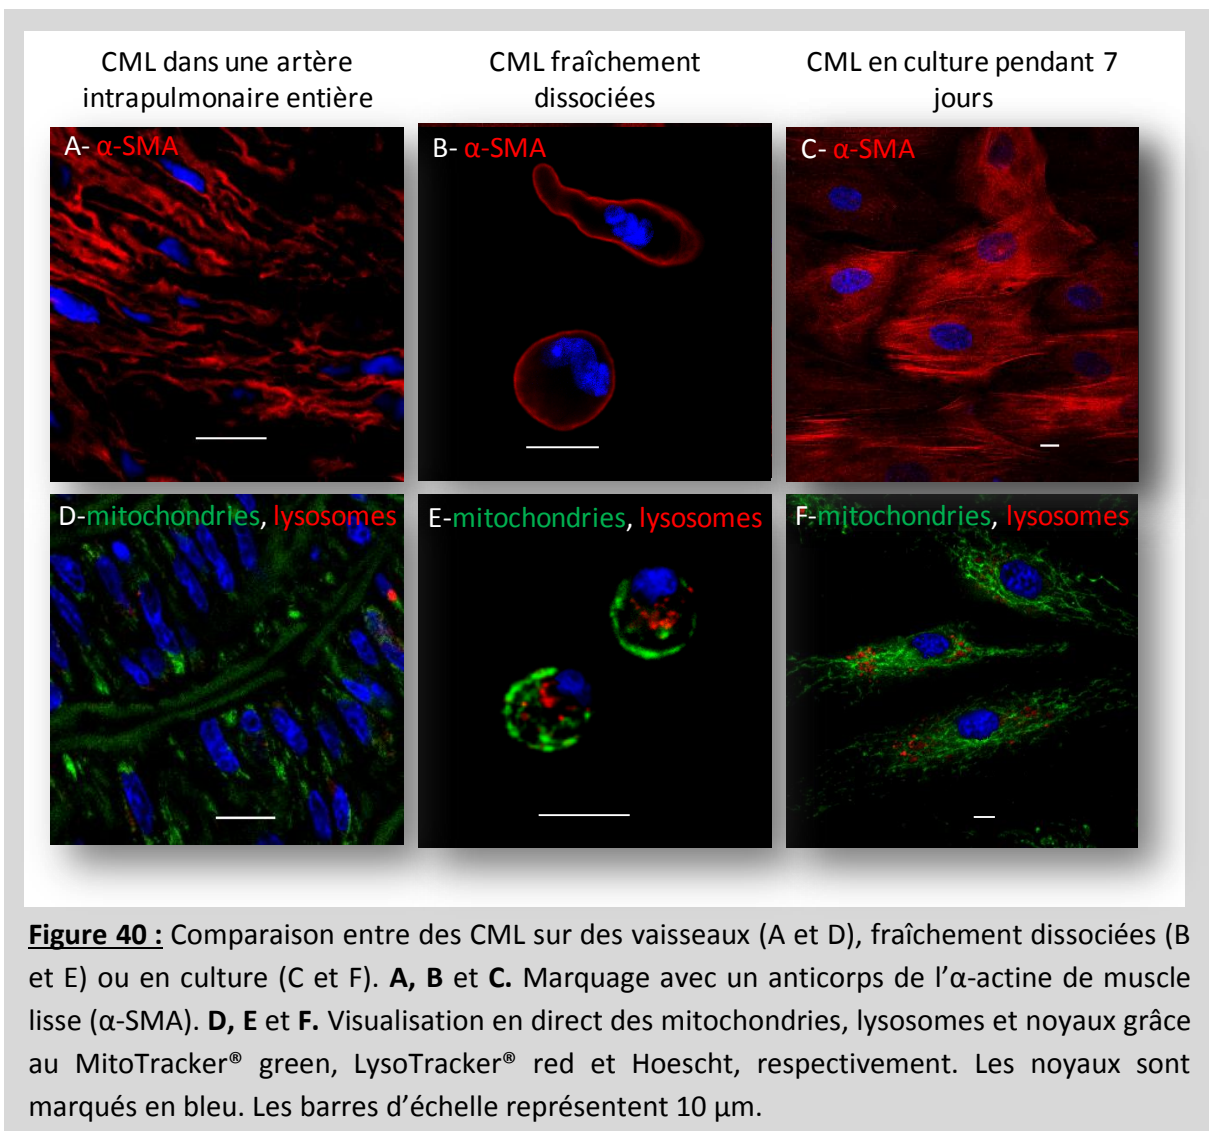 CML dans une artère
intrapulmonaire entière
CML fraîchement
dissociées
CML en culture pendant 7
jours
A- α-SMA
B- α-SMA
C- α-SMA
D-mitochondries, lysosomes
E-mitochondries, lysosomes
F-mitochondries, lysosomes
Figure 40 : Comparaison entre des CML sur des vaisseaux (A et D), fraîchement dissociées (B
et E) ou en culture (C et F). A, B et C. Marquage avec un anticorps de l’α-actine de muscle
lisse (α-SMA). D, E et F. Visualisation en direct des mitochondries, lysosomes et noyaux grâce
au MitoTracker® green, LysoTracker® red et Hoescht, respectivement. Les noyaux sont
marqués en bleu. Les barres d’échelle représentent 10 µm.